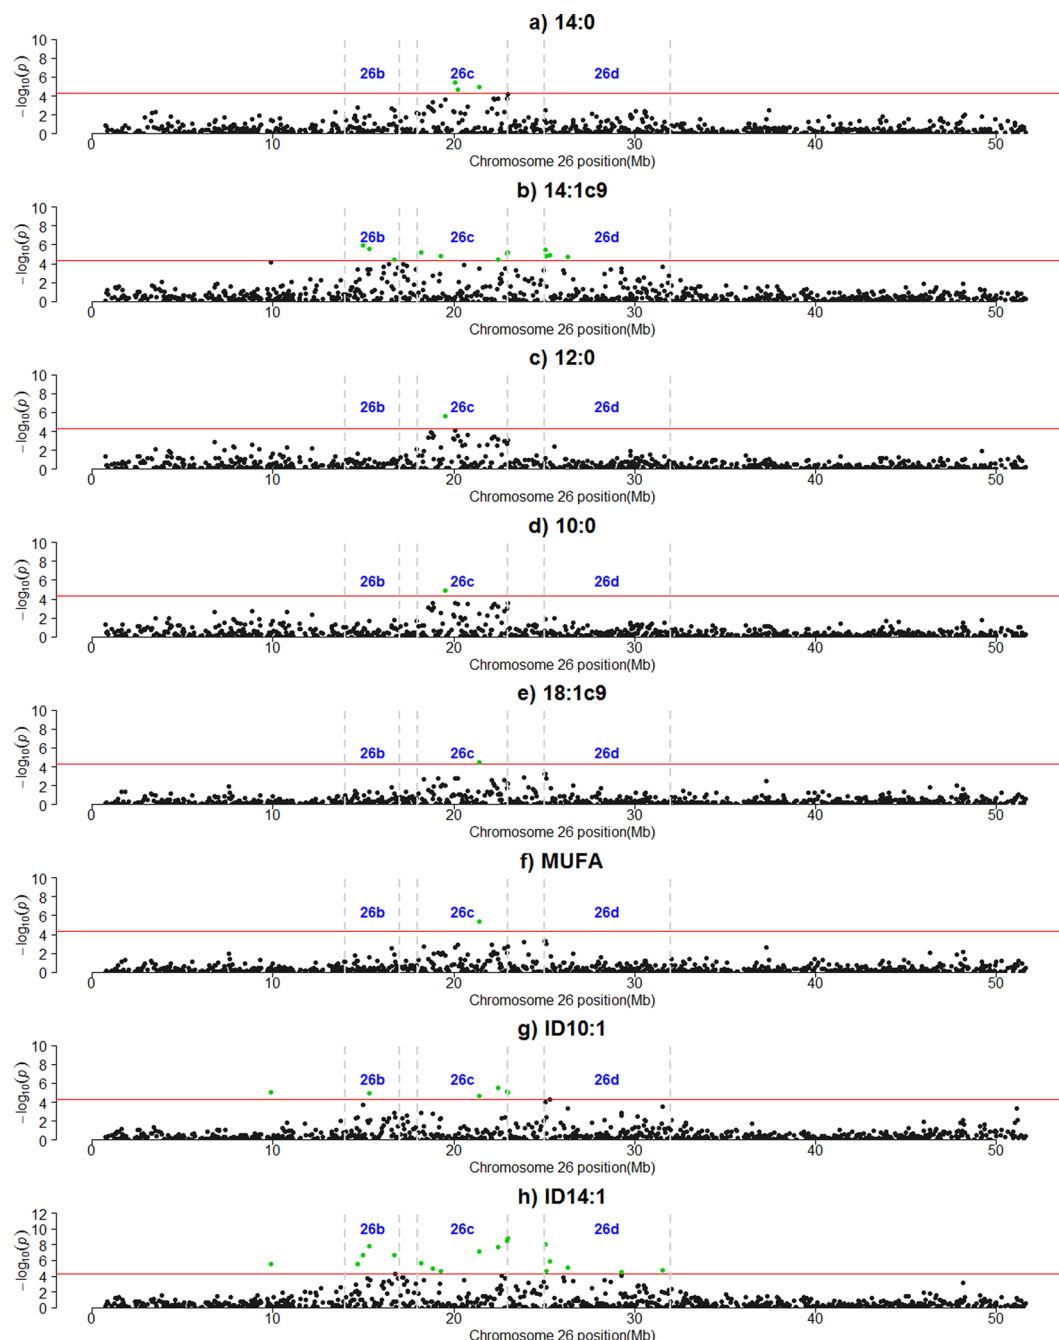 a) 14:0
10
8
6
4
2
0
−log10(p)
26b 26c 26d
0 10 20 30 40 50
Chromosome 26 position(Mb)
b) 14:1c9
10
8
6
4
2
0
−log10(p)
26b 26c 26d
0 10 20 30 40 50
Chromosome 26 position(Mb)
c) 12:0
10
8
6
4
2
0
−log10(p)
26b 26c 26d
0 10 20 30 40 50
Chromosome 26 position(Mb)
d) 10:0
10
8
6
4
2
0
−log10(p)
26b 26c 26d
0 10 20 30 40 50
Chromosome 26 position(Mb)
e) 18:1c9
10
8
6
4
2
0
−log10(p)
26b 26c 26d
0 10 20 30 40 50
Chromosome 26 position(Mb)
f) MUFA
10
8
6
4
2
0
−log10(p)
26b 26c 26d
0 10 20 30 40 50
Chromosome 26 position(Mb)
g) ID10:1
10
8
6
4
2
0
−log10(p)
26b 26c 26d
0 10 20 30 40 50
Chromosome 26 position(Mb)
h) ID14:1
12
10
8
6
4
2
0
−log10(p)
26b 26c 26d
0 10 20 30 40 50
Chromosome 26 position(Mb)